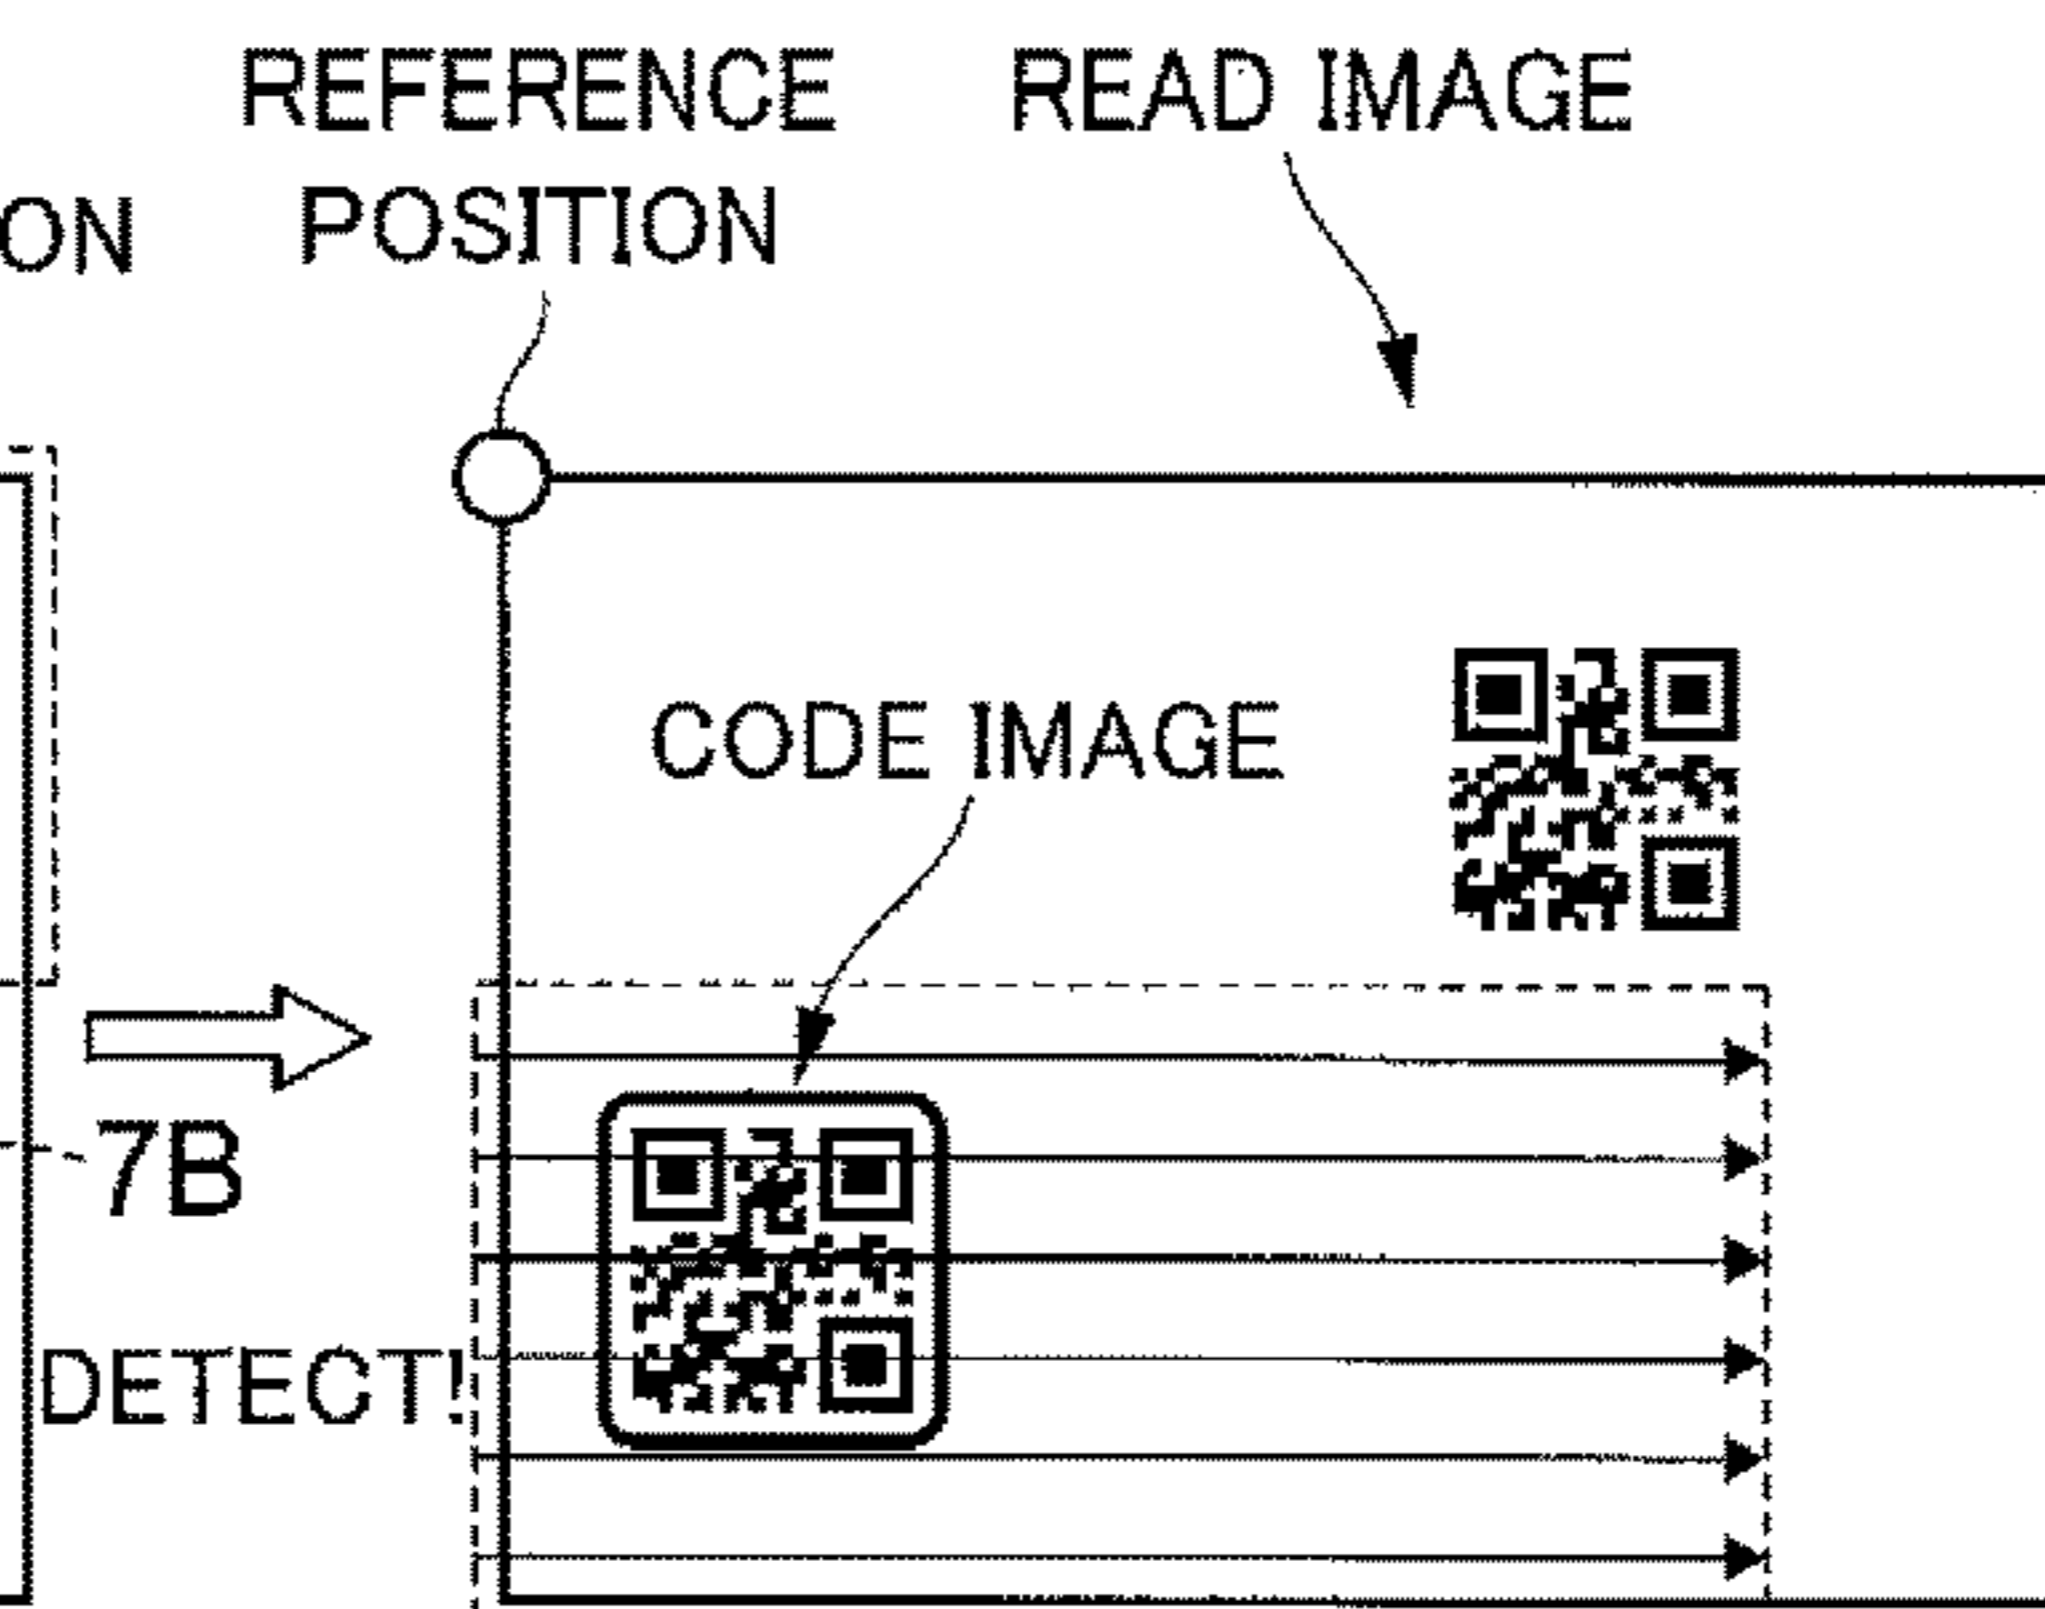 REFERENCE
POSITION
READ IMAGE
ON
CODE IMAGE
7B
DETECT!